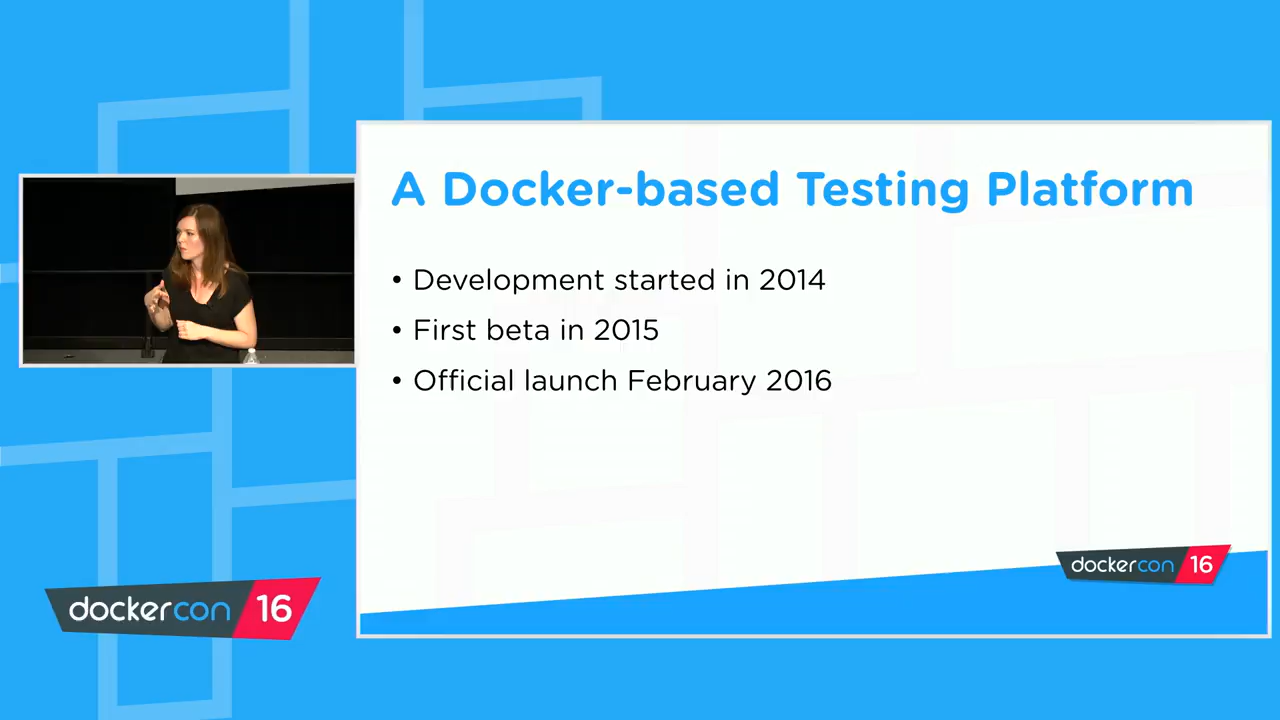 A Docker-based Testing Platform
• Development started in 2014
• First beta in 2015
• Official launch February 2016
dockercon 16
dockercon 16